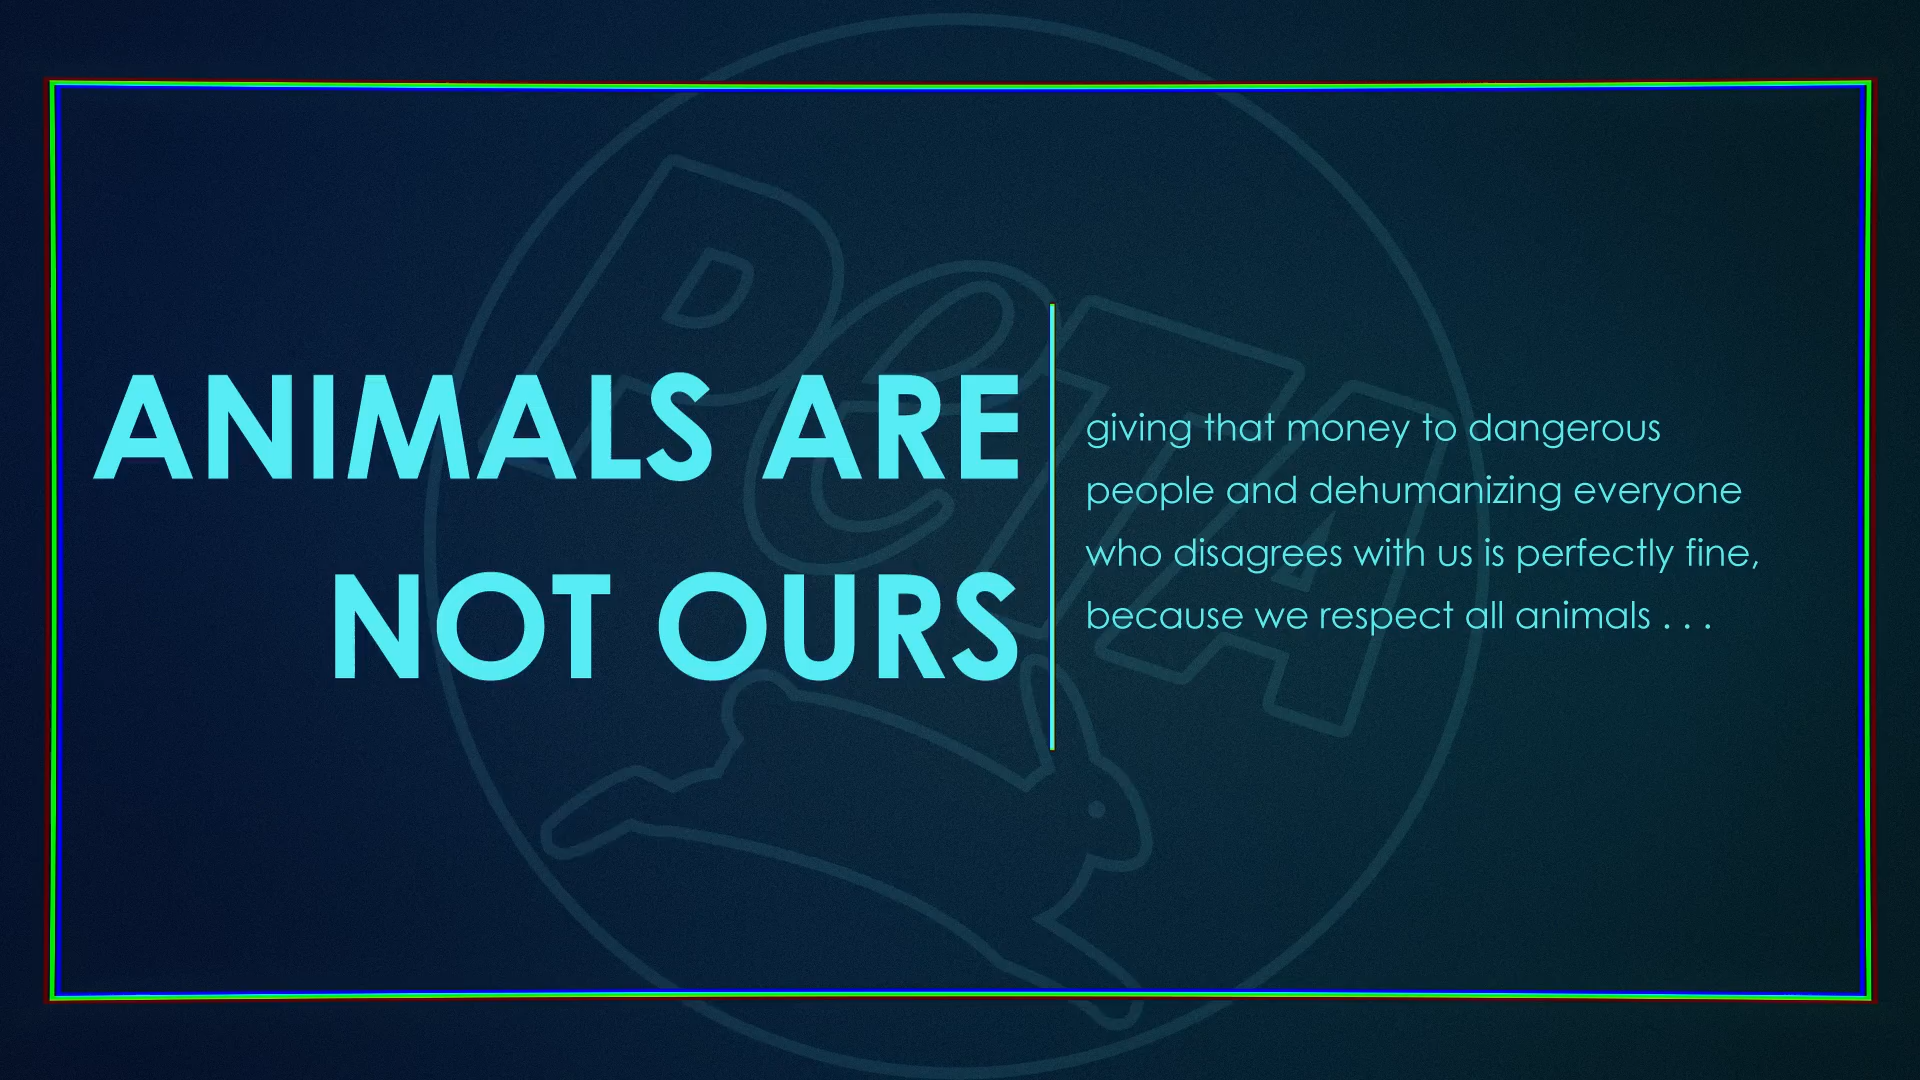 PeTA
ANIMALS ARE
NOT OURS
giving that money to dangerous
people and dehumanizing everyone
who disagrees with us is perfectly fine,
because we respect all animals . . .